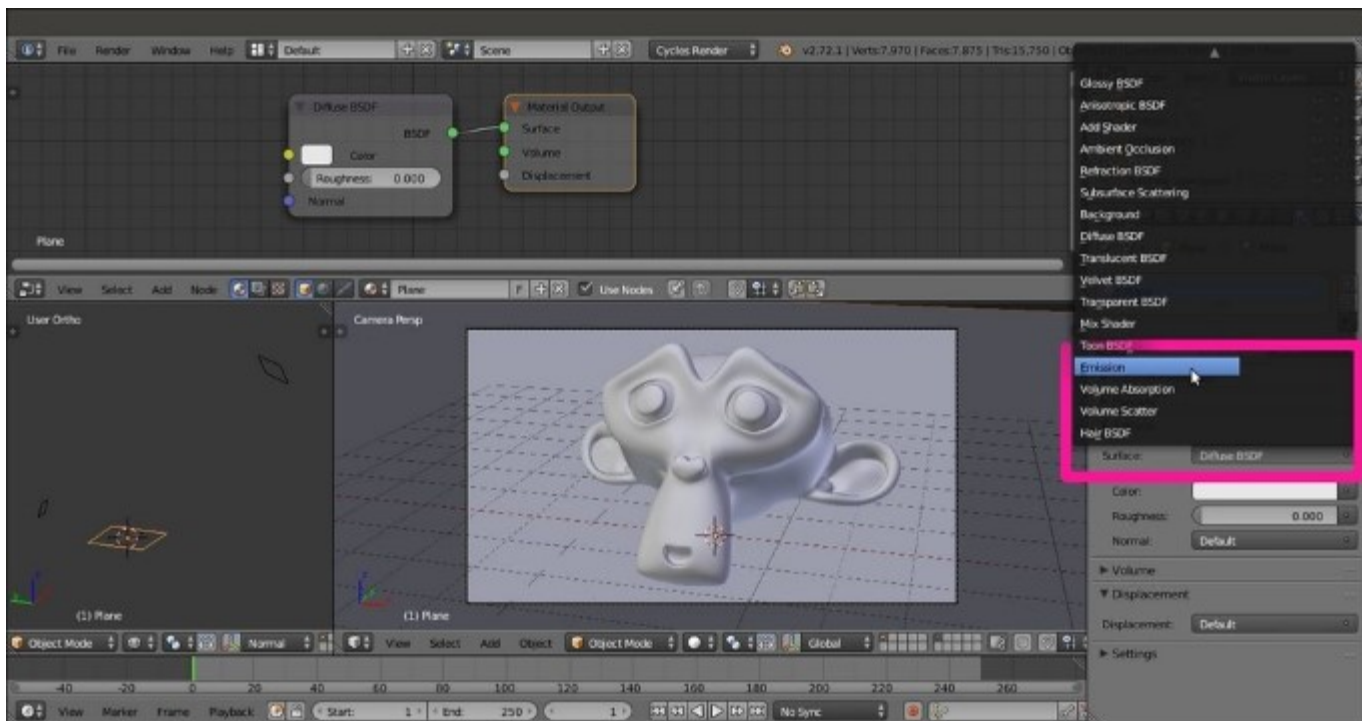 File Render Window Help Default Scene Cycles Render v2.72.1 | Verts:7,970 | Faces:7,875 | Tris:15,750 |
Diffuse BSDF
BSDF
Color
Roughness: 0.000
Normal
Material Output
Surface
Volume
Displacement
Plane
View Select Add Node Plane F Use Nodes
Glossy BSDF
Anisotropic BSDF
Add Shader
Ambient Occlusion
Refraction BSDF
Subsurface Scattering
Background
Diffuse BSDF
Translucent BSDF
Velvet BSDF
Transparent BSDF
Mix Shader
Toon BSDF
Emission
Volume Absorption
Volume Scatter
Hair BSDF
Surface: Diffuse BSDF
Color:
Roughness: 0.000
Normal: Default
Volume
Displacement
Displacement: Default
Settings
User Ortho
(1) Plane
Object Mode Normal
Camera Persp
(1) Plane
View Select Add Object Object Mode Global
-40 -20 0 20 40 60 80 100 120 140 160 180 200 220 240 260
View Marker Frame Playback Start: 1 End: 250 1 No Sync